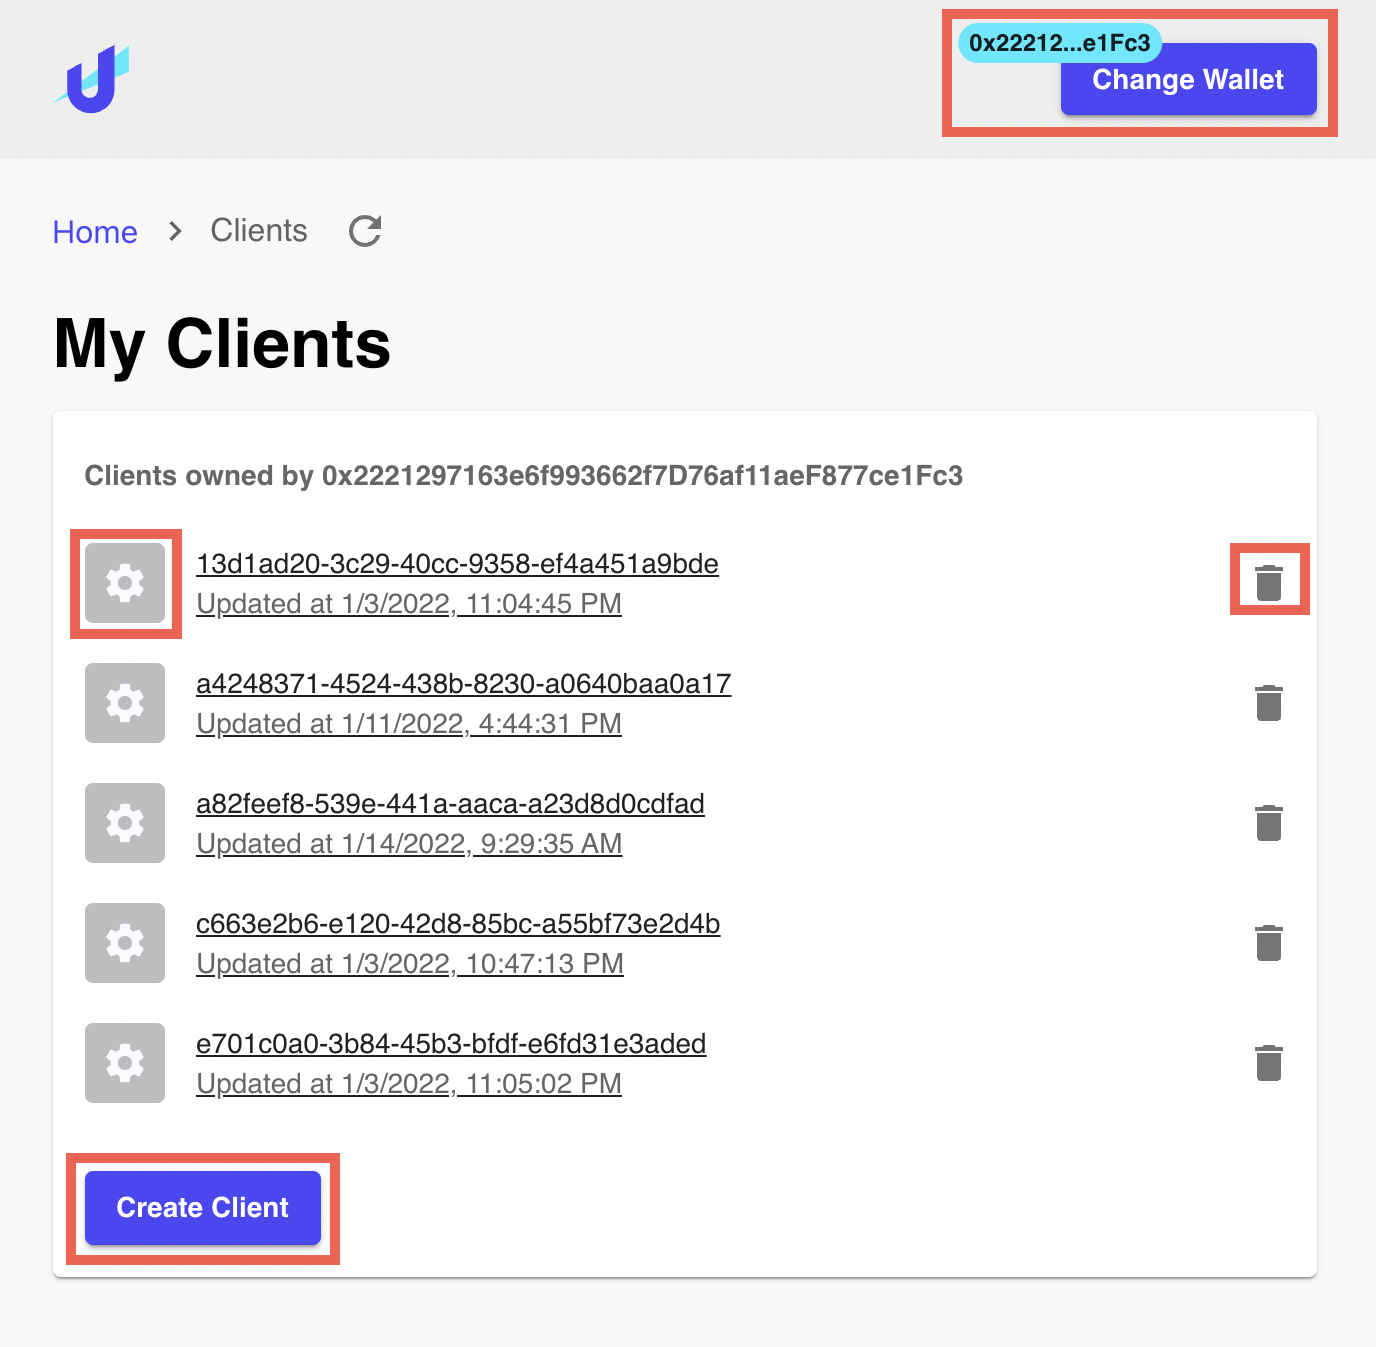 0x22212...e1Fc3
Change Wallet
Home > Clients
My Clients
Clients owned by 0x2221297163e6f993662f7D76af11aeF877ce1Fc3
13d1ad20-3c29-40cc-9358-ef4a451a9bde
Updated at 1/3/2022, 11:04:45 PM
a4248371-4524-438b-8230-a0640baa0a17
Updated at 1/11/2022, 4:44:31 PM
a82feef8-539e-441a-aaca-a23d8d0cdfad
Updated at 1/14/2022, 9:29:35 AM
c663e2b6-e120-42d8-85bc-a55bf73e2d4b
Updated at 1/3/2022, 10:47:13 PM
e701c0a0-3b84-45b3-bfdf-e6fd31e3aded
Updated at 1/3/2022, 11:05:02 PM
Create Client